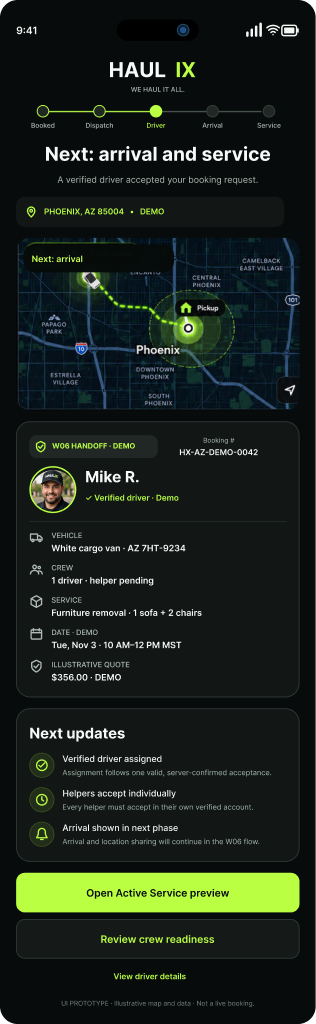 9:41
HAUL IX
WE HAUL IT ALL.
Booked Dispatch Driver Arrival Service
Next: arrival and service
A verified driver accepted your booking request.
PHOENIX, AZ 85004 • DEMO
Next: arrival
ENCANTO
CAMELBACK
EAST VILLAGE
CENTRAL
PHOENIX
Pickup
101
PAPAGO
PARK
10
Phoenix
ESTRELLA
VILLAGE
DOWNTOWN
PHOENIX
SOUTH
PHOENIX
W06 HANDOFF · DEMO
Booking #
HX-AZ-DEMO-0042
Mike R.
✓ Verified driver · Demo
VEHICLE
White cargo van · AZ 7HT-9234
CREW
1 driver · helper pending
SERVICE
Furniture removal · 1 sofa + 2 chairs
DATE · DEMO
Tue, Nov 3 · 10 AM–12 PM MST
ILLUSTRATIVE QUOTE
$356.00 · DEMO
Next updates
Verified driver assigned
Assignment follows one valid, server-confirmed acceptance.
Helpers accept individually
Every helper must accept in their own verified account.
Arrival shown in next phase
Arrival and location sharing will continue in the W06 flow.
Open Active Service preview
Review crew readiness
View driver details
UI PROTOTYPE · Illustrative map and data · Not a live booking.